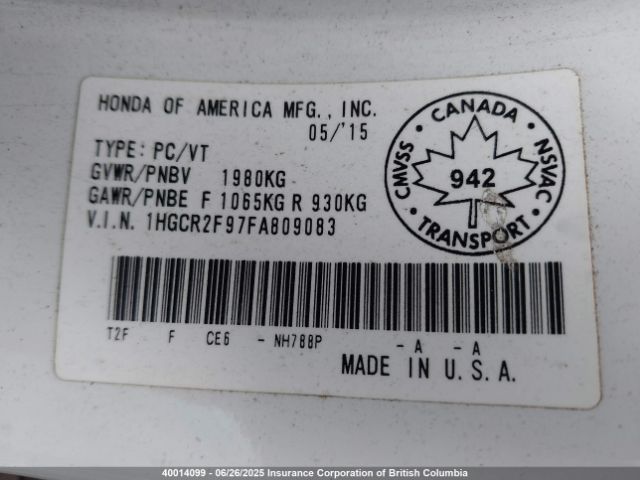 HONDA OF AMERICA MFG., INC.
05/'15
TYPE: PC/VT
GVWR/PNBV 1980KG
GAWR/PNBE F 1065KG R 930KG
V.I.N. 1HGCR2F97FA809083
CANADA
CMVSS
NSVAC
942
TRANSPORT
T2F F CE6 - NH788P - A - A
MADE IN U.S.A.
40014099 - 06/26/2025 Insurance Corporation of British Columbia